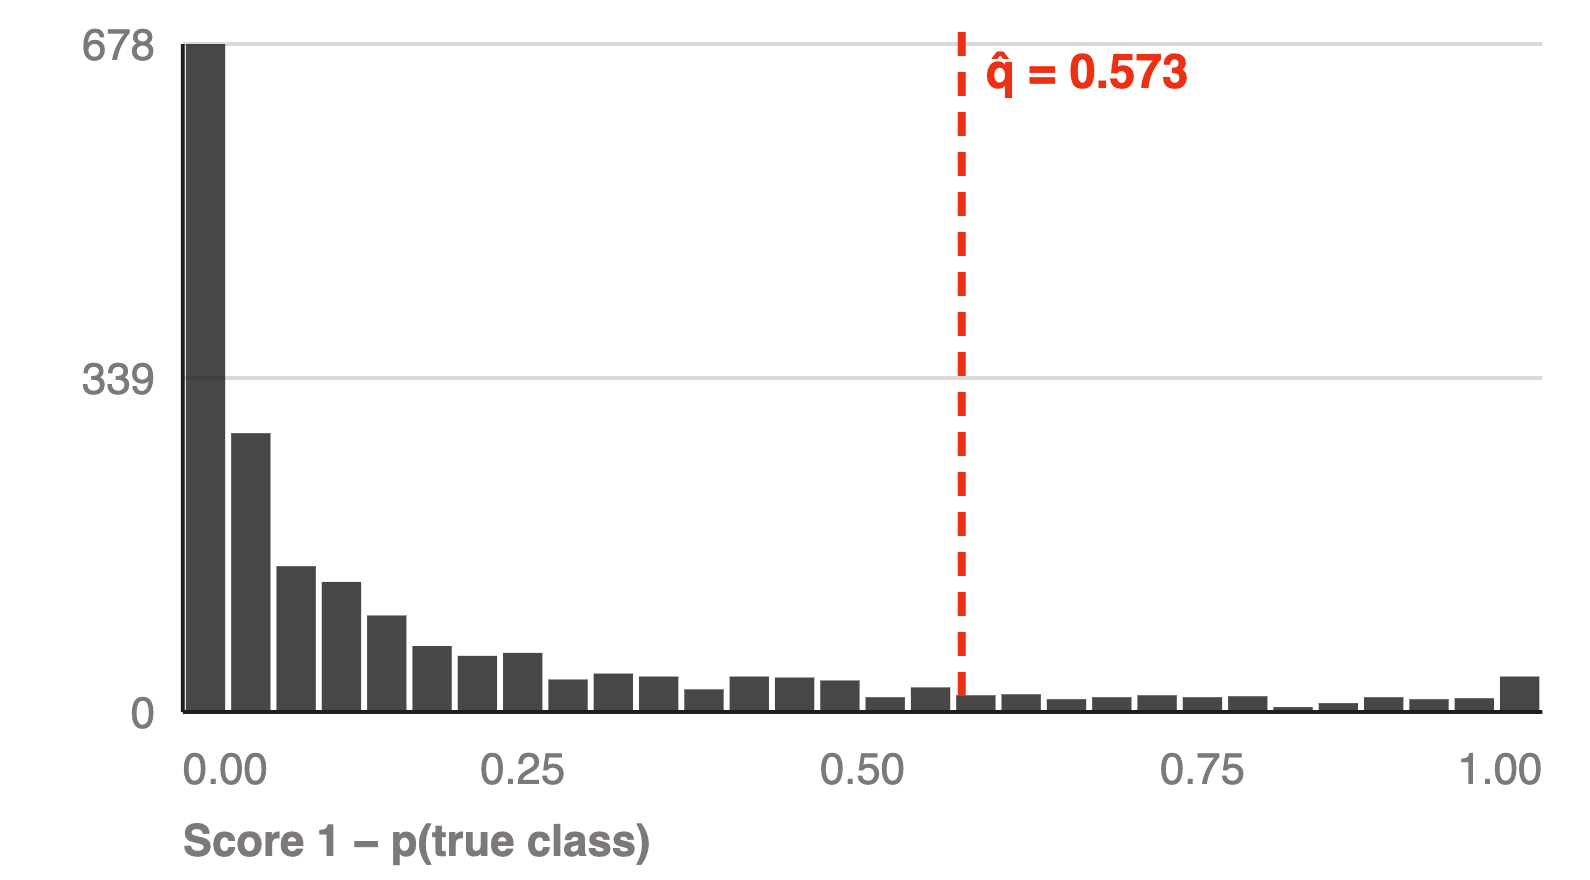 678
q̂ = 0.573
339
0
0.00 0.25 0.50 0.75 1.00
Score 1 – p(true class)